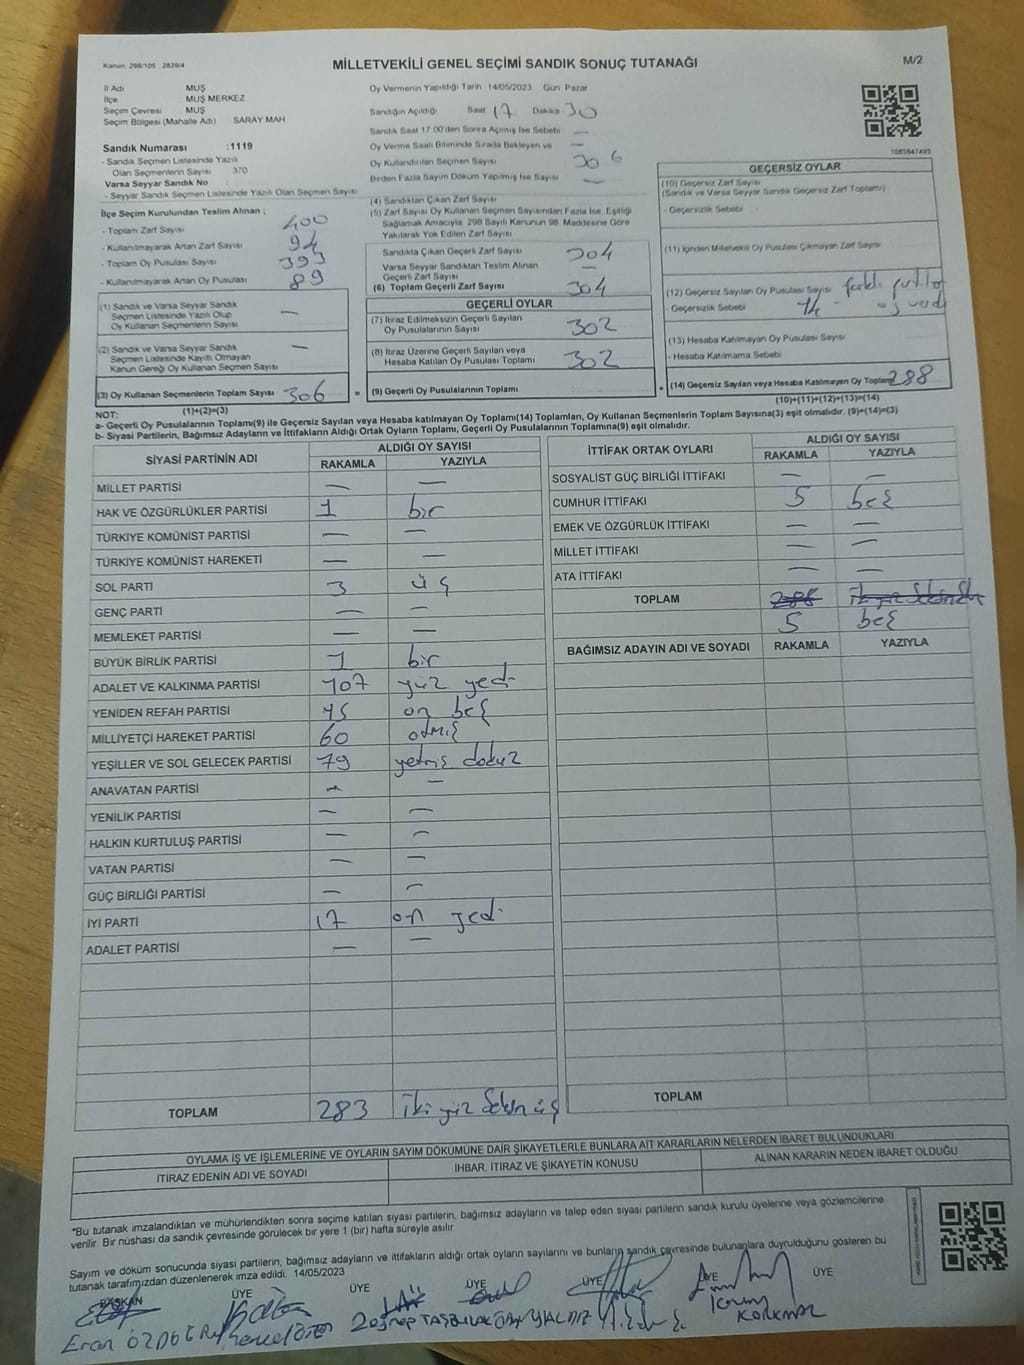 Kanun: 298/105 2839/4
MİLLETVEKİLİ GENEL SEÇİMİ SANDIK SONUÇ TUTANAĞI
M/2
İl Adı MUŞ
İlçe MUŞ MERKEZ
Seçim Çevresi MUŞ
Seçim Bölgesi (Mahalle Adı) SARAY MAH
Sandık Numarası :1119
- Sandık Seçmen Listesinde Yazılı
Olan Seçmenlerin Sayısı 370
Varsa Seyyar Sandık No :
- Seyyar Sandık Seçmen Listesinde Yazılı Olan Seçmen Sayısı
İlçe Seçim Kurulundan Teslim Alınan ;
- Toplam Zarf Sayısı 400
- Kullanılmayarak Artan Zarf Sayısı 94
- Toplam Oy Pusulası Sayısı 395
- Kullanılmayarak Artan Oy Pusulası 89
(1) Sandık ve Varsa Seyyar Sandık
Seçmen Listesinde Yazılı Olup
Oy Kullanan Seçmenlerin Sayısı —
(2) Sandık ve Varsa Seyyar Sandık
Seçmen Listesinde Kayıtlı Olmayan
Kanun Gereği Oy Kullanan Seçmen Sayısı —
(3) Oy Kullanan Seçmenlerin Toplam Sayısı 306
Oy Vermenin Yapıldığı Tarih 14/05/2023 Gün Pazar
Sandığın Açıldığı Saat 17 Dakika 30
Sandık Saat 17.00'den Sonra Açılmış İse Sebebi —
Oy Verme Saati Bitiminde Sırada Bekleyen ve —
Oy Kullandırılan Seçmen Sayısı 306
Birden Fazla Sayım Döküm Yapılmış İse Sayısı —
(4) Sandıktan Çıkan Zarf Sayısı
(5) Zarf Sayısı Oy Kullanan Seçmen Sayısından Fazla İse, Eşitliği
Sağlamak Amacıyla, 298 Sayılı Kanunun 98. Maddesine Göre
Yakılarak Yok Edilen Zarf Sayısı
Sandıkta Çıkan Geçerli Zarf Sayısı 304
Varsa Seyyar Sandıktan Teslim Alınan
Geçerli Zarf Sayısı —
(6) Toplam Geçerli Zarf Sayısı 304
GEÇERLİ OYLAR
(7) İtiraz Edilmeksizin Geçerli Sayılan
Oy Pusulalarının Sayısı 302
(8) İtiraz Üzerine Geçerli Sayılan veya
Hesaba Katılan Oy Pusulası Toplamı 302
= (9) Geçerli Oy Pusulalarının Toplamı
1083847493
GEÇERSİZ OYLAR
(10) Geçersiz Zarf Sayısı
(Sandık ve Varsa Seyyar Sandık Geçersiz Zarf Toplamı)
- Geçersizlik Sebebi
(11) İçinden Milletvekili Oy Pusulası Çıkmayan Zarf Sayısı
(12) Geçersiz Sayılan Oy Pusulası Sayısı 14
- Geçersizlik Sebebi
(13) Hesaba Katılmayan Oy Pusulası Sayısı
- Hesaba Katılmama Sebebi
+ (14) Geçersiz Sayılan veya Hesaba Katılmayan Oy Toplamı 288
(10)+(11)+(12)+(13)=(14)
NOT: (1)+(2)=(3)
a- Geçerli Oy Pusulalarının Toplamı(9) ile Geçersiz Sayılan veya Hesaba katılmayan Oy Toplamı(14) Toplamları, Oy Kullanan Seçmenlerin Toplam Sayısına(3) eşit olmalıdır. (9)+(14)=(3)
b- Siyasi Partilerin, Bağımsız Adayların ve İttifakların Aldığı Ortak Oyların Toplamı, Geçerli Oy Pusulalarının Toplamına(9) eşit olmalıdır.
SİYASİ PARTİNİN ADI ALDIĞI OY SAYISI
RAKAMLA YAZIYLA
MİLLET PARTİSİ — —
HAK VE ÖZGÜRLÜKLER PARTİSİ 1 bir
TÜRKİYE KOMÜNİST PARTİSİ — —
TÜRKİYE KOMÜNİST HAREKETİ — —
SOL PARTİ 3 üç
GENÇ PARTİ — —
MEMLEKET PARTİSİ — —
BÜYÜK BİRLİK PARTİSİ 1 bir
ADALET VE KALKINMA PARTİSİ 107 yüz yedi
YENİDEN REFAH PARTİSİ 15 on beş
MİLLİYETÇİ HAREKET PARTİSİ 60 atmış
YEŞİLLER VE SOL GELECEK PARTİSİ 79 yetmiş dokuz
ANAVATAN PARTİSİ — —
YENİLİK PARTİSİ — —
HALKIN KURTULUŞ PARTİSİ — —
VATAN PARTİSİ — —
GÜÇ BİRLİĞİ PARTİSİ — —
İYİ PARTİ 17 on yedi
ADALET PARTİSİ — —
TOPLAM 283 iki yüz seksen üç
İTTİFAK ORTAK OYLARI ALDIĞI OY SAYISI
RAKAMLA YAZIYLA
SOSYALİST GÜÇ BİRLİĞİ İTTİFAKI — —
CUMHUR İTTİFAKI 5 beş
EMEK VE ÖZGÜRLÜK İTTİFAKI — —
MİLLET İTTİFAKI — —
ATA İTTİFAKI — —
TOPLAM 288
5 beş
BAĞIMSIZ ADAYIN ADI VE SOYADI RAKAMLA YAZIYLA
TOPLAM
OYLAMA İŞ VE İŞLEMLERİNE VE OYLARIN SAYIM DÖKÜMÜNE DAİR ŞİKAYETLERLE BUNLARA AİT KARARLARIN NELERDEN İBARET BULUNDUKLARI
İTİRAZ EDENİN ADI VE SOYADI İHBAR, İTİRAZ VE ŞİKAYETİN KONUSU ALINAN KARARIN NEDEN İBARET OLDUĞU
*Bu tutanak imzalandıktan ve mühürlendikten sonra seçime katılan siyasi partilerin, bağımsız adayların ve talep eden siyasi partilerin sandık kurulu üyelerine veya gözlemcilerine
verilir. Bir nüshası da sandık çevresinde görülecek bir yere 1 (bir) hafta süreyle asılır.
Sayım ve döküm sonucunda siyasi partilerin, bağımsız adayların ve ittifakların aldığı ortak oyların sayılarını ve bunların sandık çevresinde bulunanlara duyrulduğunu gösteren bu
tutanak tarafımızdan düzenlenerek imza edildi. 14/05/2023
BAŞKAN ÜYE ÜYE ÜYE ÜYE ÜYE ÜYE
KORKMAZ